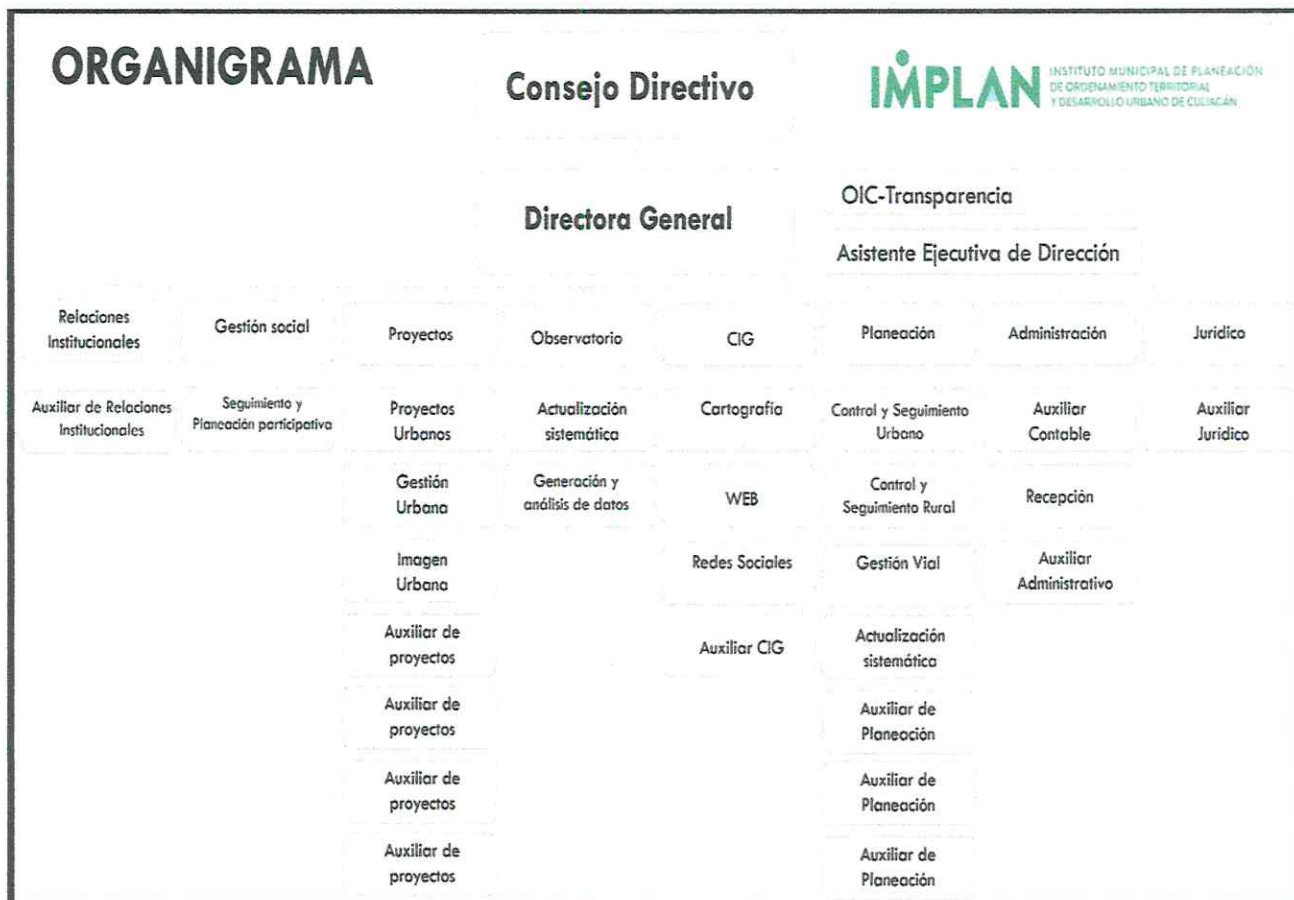 ORGANIGRAMA
Consejo Directivo
IMPLAN
INSTITUTO MUNICIPAL DE PLANEACIÓN
DE ORDENAMIENTO TERRITORIAL
Y DESARROLLO URBANO DE CULIACÁN
Directora General
OIC-Transparencia
Asistente Ejecutiva de Dirección
Relaciones
Institucionales
Gestión social
Proyectos
Observatorio
CIG
Planeación
Administración
Jurídico
Auxiliar de Relaciones
Institucionales
Seguimiento y
Planeación participativa
Proyectos
Urbanos
Actualización
sistemática
Cartografía
Control y Seguimiento
Urbano
Auxiliar
Contable
Auxiliar
Jurídico
Gestión
Urbana
Generación y
análisis de datos
WEB
Control y
Seguimiento Rural
Recepción
Imagen
Urbana
Redes Sociales
Gestión Vial
Auxiliar
Administrativo
Auxiliar de
proyectos
Auxiliar CIG
Actualización
sistemática
Auxiliar de
proyectos
Auxiliar de
Planeación
Auxiliar de
proyectos
Auxiliar de
Planeación
Auxiliar de
proyectos
Auxiliar de
Planeación